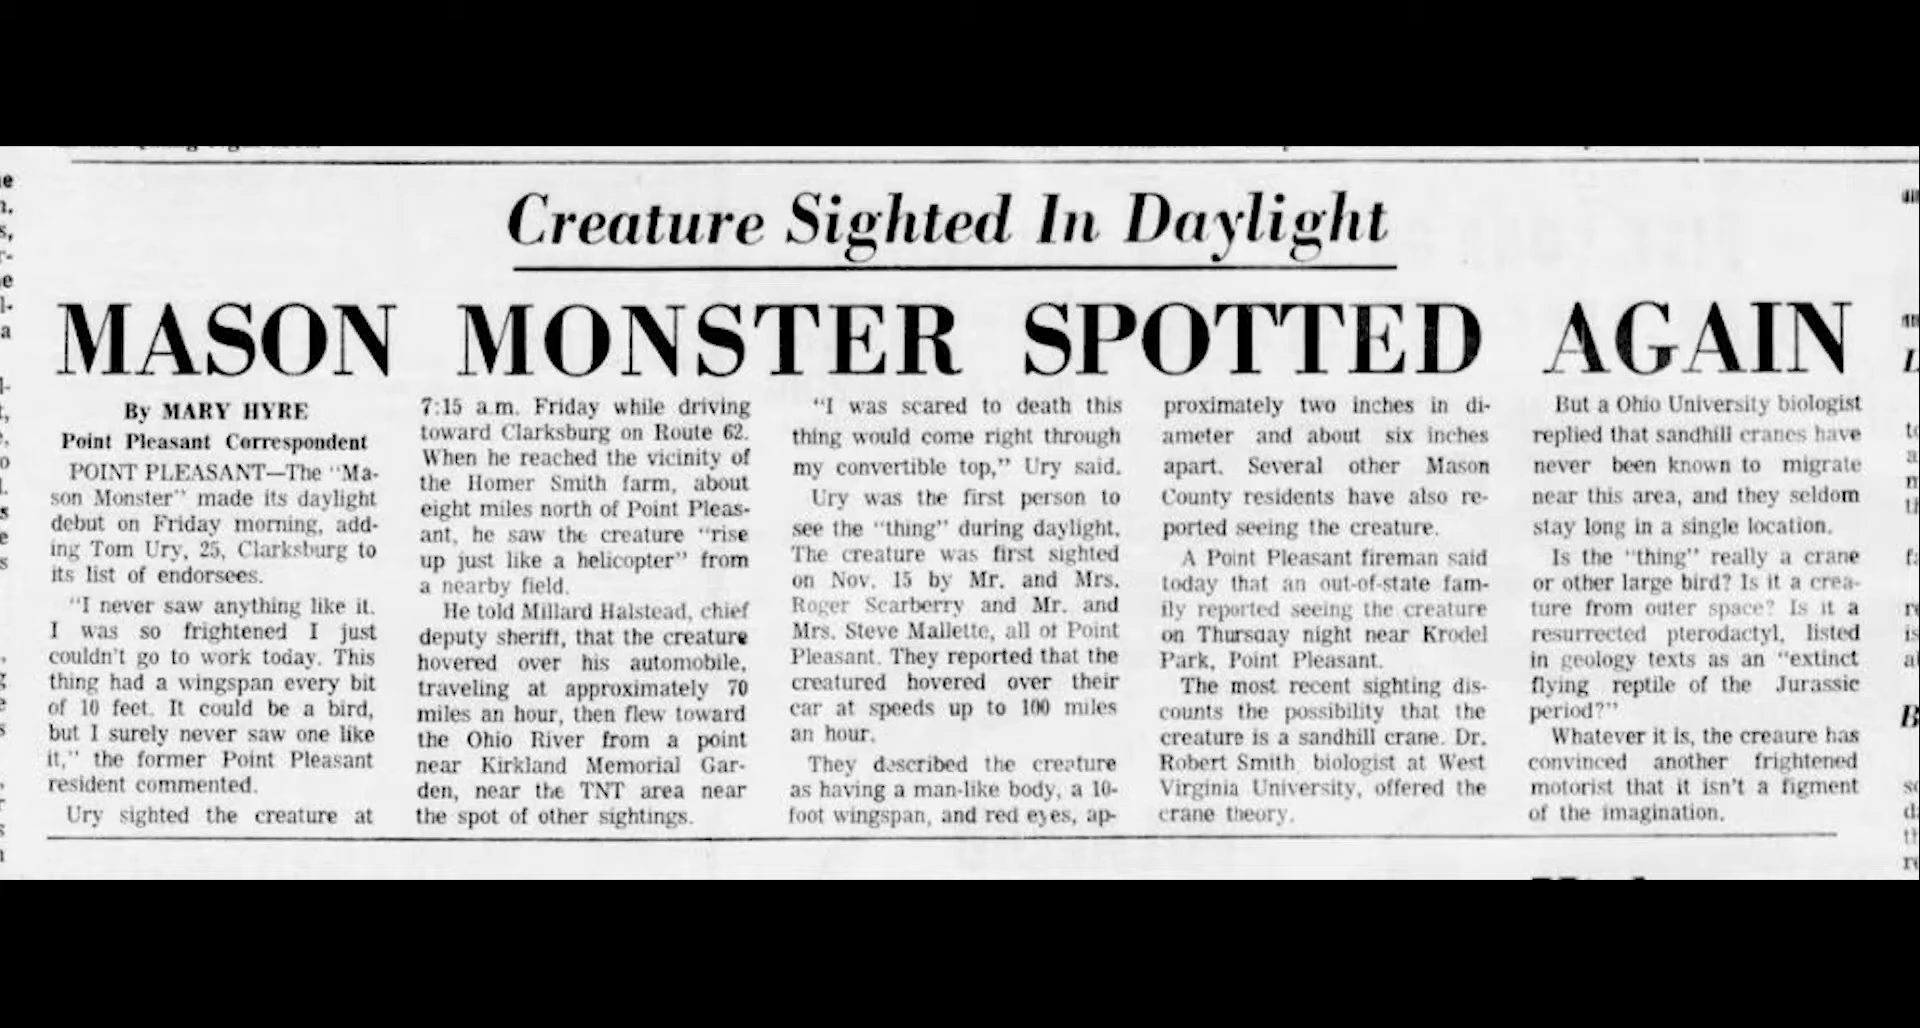 Creature Sighted In Daylight
MASON MONSTER SPOTTED AGAIN
By MARY HYRE
Point Pleasant Correspondent
POINT PLEASANT—The "Ma-
son Monster" made its daylight
debut on Friday morning, add-
ing Tom Ury, 25, Clarksburg to
its list of endorsees.
"I never saw anything like it.
I was so frightened I just
couldn't go to work today. This
thing had a wingspan every bit
of 10 feet. It could be a bird,
but I surely never saw one like
it," the former Point Pleasant
resident commented.
Ury sighted the creature at
7:15 a.m. Friday while driving
toward Clarksburg on Route 62.
When he reached the vicinity of
the Homer Smith farm, about
eight miles north of Point Pleas-
ant, he saw the creature "rise
up just like a helicopter" from
a nearby field.
He told Millard Halstead, chief
deputy sheriff, that the creature
hovered over his automobile,
traveling at approximately 70
miles an hour, then flew toward
the Ohio River from a point
near Kirkland Memorial Gar-
den, near the TNT area near
the spot of other sightings.
"I was scared to death this
thing would come right through
my convertible top," Ury said.
Ury was the first person to
see the "thing" during daylight.
The creature was first sighted
on Nov. 15 by Mr. and Mrs.
Roger Scarberry and Mr. and
Mrs. Steve Mallette, all of Point
Pleasant. They reported that the
creatured hovered over their
car at speeds up to 100 miles
an hour.
They described the creature
as having a man-like body, a 10-
foot wingspan, and red eyes, ap-
proximately two inches in di-
ameter and about six inches
apart. Several other Mason
County residents have also re-
ported seeing the creature.
A Point Pleasant fireman said
today that an out-of-state fam-
ily reported seeing the creature
on Thursday night near Krodel
Park, Point Pleasant.
The most recent sighting dis-
counts the possibility that the
creature is a sandhill crane. Dr.
Robert Smith biologist at West
Virginia University, offered the
crane theory.
But a Ohio University biologist
replied that sandhill cranes have
never been known to migrate
near this area, and they seldom
stay long in a single location.
Is the "thing" really a crane
or other large bird? Is it a crea-
ture from outer space? Is it a
resurrected pterodactyl, listed
in geology texts as an "extinct
flying reptile of the Jurassic
period?"
Whatever it is, the creaure has
convinced another frightened
motorist that it isn't a figment
of the imagination.